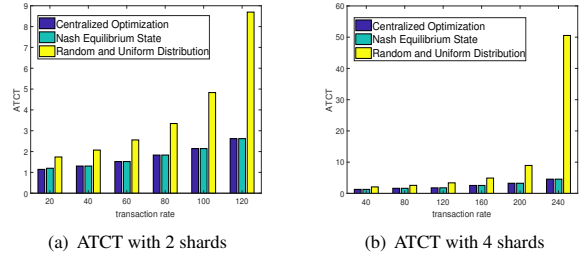 9
8
7
6
5
4
3
2
1
0
ATCT
Centralized Optimization
Nash Equilibrium State
Random and Uniform Distribution
20 40 60 80 100 120
transaction rate
(a) ATCT with 2 shards
60
50
40
30
20
10
0
ATCT
Centralized Optimization
Nash Equilibrium State
Random and Uniform Distribution
40 80 120 160 200 240
transaction rate
(b) ATCT with 4 shards